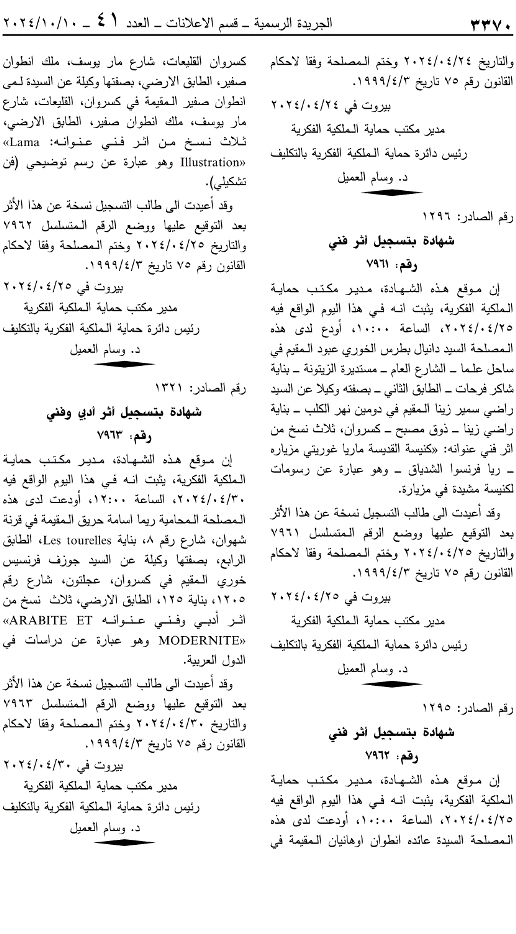 ٣٣٧٠
الجريدة الرسمية – قسم الاعلانات – العدد ٤١ – ٢٠٢٤/١٠/١٠
والتاريخ ٢٠٢٤/٠٤/٢٤ وختم المصلحة وفقا لاحكام
القانون رقم ٧٥ تاريخ ١٩٩٩/٤/٣.
بيروت في ٢٠٢٤/٠٤/٢٤
مدير مكتب حماية الملكية الفكرية
رئيس دائرة حماية الملكية الفكرية بالتكليف
د. وسام العميل
رقم الصادر: ١٢٩٦
شهادة بتسجيل أثر فني
رقم: ٧٩٦١
إن موقع هذه الشهادة، مدير مكتب حماية
الملكية الفكرية، يثبت انه في هذا اليوم الواقع فيه
٢٠٢٤/٠٤/٢٥، الساعة ١٠:٠٠، أودع لدى هذه
المصلحة السيد دانيال بطرس الخوري عبود المقيم في
ساحل علما – الشارع العام – مستديرة الزيتونة – بناية
شاكر فرحات – الطابق الثاني – بصفته وكيلا عن السيد
راضي سمير زينا المقيم في دومين نهر الكلب – بناية
راضي زينا – ذوق مصبح – كسروان، ثلاث نسخ من
اثر فني عنوانه: «كنيسة القديسة ماريا غوريتي مزياره
– ريا فرنسوا الشدياق – وهو عبارة عن رسومات
لكنيسة مشيدة في مزيارة.
وقد أعيدت الى طالب التسجيل نسخة عن هذا الأثر
بعد التوقيع عليها ووضع الرقم المتسلسل ٧٩٦١
والتاريخ ٢٠٢٤/٠٤/٢٥ وختم المصلحة وفقا لاحكام
القانون رقم ٧٥ تاريخ ١٩٩٩/٤/٣.
بيروت في ٢٠٢٤/٠٤/٢٥
مدير مكتب حماية الملكية الفكرية
رئيس دائرة حماية الملكية الفكرية بالتكليف
د. وسام العميل
رقم الصادر: ١٢٩٥
شهادة بتسجيل أثر فني
رقم: ٧٩٦٢
إن موقع هذه الشهادة، مدير مكتب حماية
الملكية الفكرية، يثبت انه في هذا اليوم الواقع فيه
٢٠٢٤/٠٤/٢٥، الساعة ١٠:٠٠، أودعت لدى هذه
المصلحة السيدة عائده انطوان اوهانيان المقيمة في
كسروان القليعات، شارع مار يوسف، ملك انطوان
صفير، الطابق الارضي، بصفتها وكيلة عن السيدة لمى
انطوان صفير المقيمة في كسروان، القليعات، شارع
مار يوسف، ملك انطوان صفير، الطابق الارضي،
ثلاث نسخ من اثر فني عنوانه: «Lama
Illustration» وهو عبارة عن رسم توضيحي (فن
تشكيلي).
وقد أعيدت الى طالب التسجيل نسخة عن هذا الأثر
بعد التوقيع عليها ووضع الرقم المتسلسل ٧٩٦٢
والتاريخ ٢٠٢٤/٠٤/٢٥ وختم المصلحة وفقا لاحكام
القانون رقم ٧٥ تاريخ ١٩٩٩/٤/٣.
بيروت في ٢٠٢٤/٠٤/٢٥
مدير مكتب حماية الملكية الفكرية
رئيس دائرة حماية الملكية الفكرية بالتكليف
د. وسام العميل
رقم الصادر: ١٣٢١
شهادة بتسجيل أثر أدبي وفني
رقم: ٧٩٦٣
إن موقع هذه الشهادة، مدير مكتب حماية
الملكية الفكرية، يثبت انه في هذا اليوم الواقع فيه
٢٠٢٤/٠٤/٣٠، الساعة ١٢:٠٠، أودعت لدى هذه
المصلحة المحامية ريما اسامة حريق المقيمة في قرنة
شهوان، شارع رقم ٨، بناية Les tourelles، الطابق
الرابع، بصفتها وكيلة عن السيد جوزف فرنسيس
خوري المقيم في كسروان، عجلتون، شارع رقم
١٢٠٥، بناية ١٢٥، الطابق الارضي، ثلاث نسخ من
اثر أدبي وفني عنوانه «ARABITE ET
MODERNITE» وهو عبارة عن دراسات في
الدول العربية.
وقد أعيدت الى طالب التسجيل نسخة عن هذا الأثر
بعد التوقيع عليها ووضع الرقم المتسلسل ٧٩٦٣
والتاريخ ٢٠٢٤/٠٤/٣٠ وختم المصلحة وفقا لاحكام
القانون رقم ٧٥ تاريخ ١٩٩٩/٤/٣.
بيروت في ٢٠٢٤/٠٤/٣٠
مدير مكتب حماية الملكية الفكرية
رئيس دائرة حماية الملكية الفكرية بالتكليف
د. وسام العميل